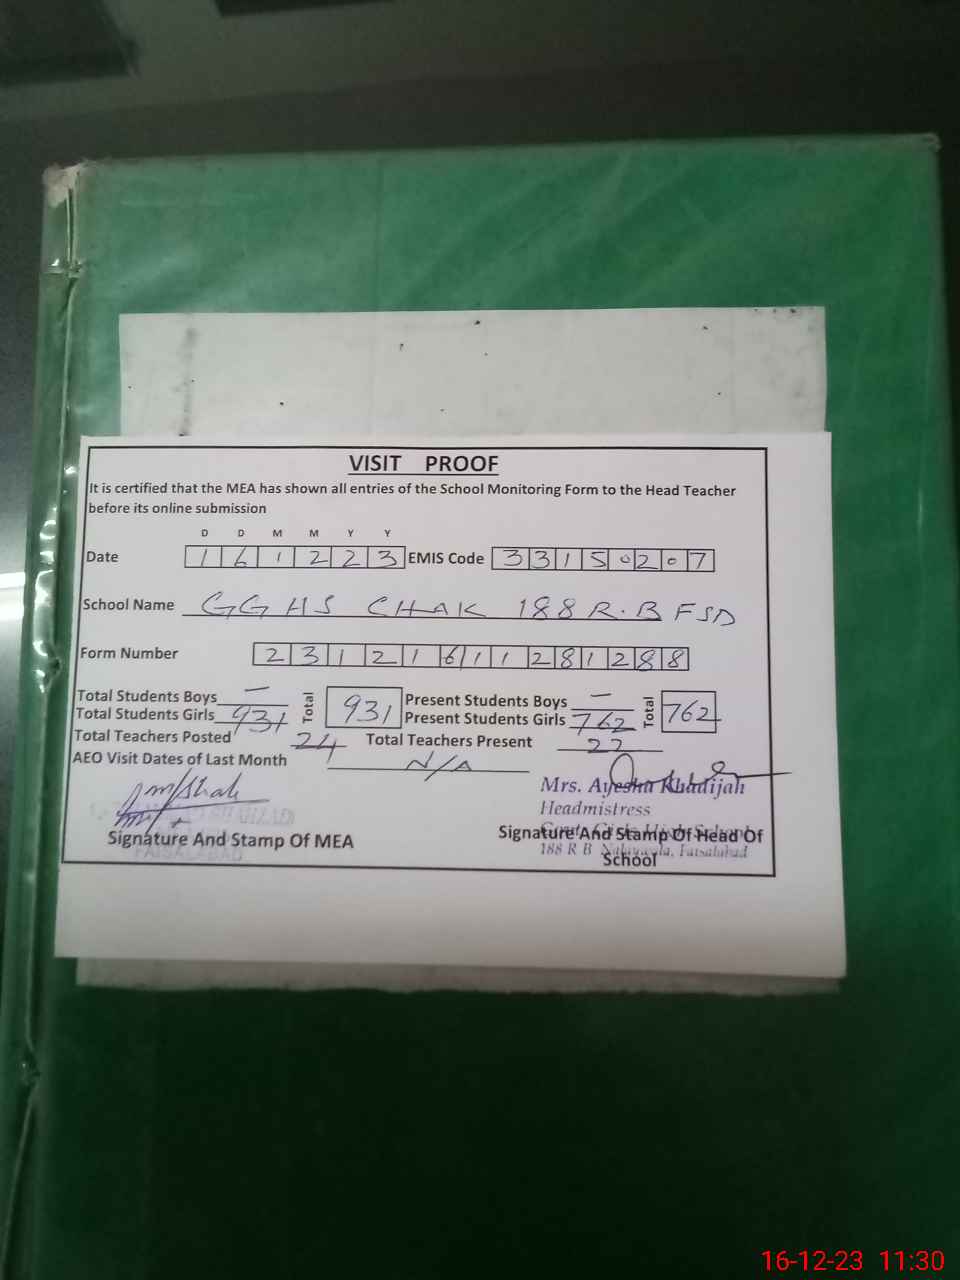 VISIT PROOF
It is certified that the MEA has shown all entries of the School Monitoring Form to the Head Teacher
before its online submission
D D M M Y Y
Date 1 6 1 2 2 3 EMIS Code 3 3 1 5 0 2 0 7
School Name GGHS CHAK 188 R.B FSD
Form Number 2 3 1 2 1 6 1 1 2 8 1 2 8 8
Total Students Boys — Total 931 Present Students Boys — Total 762
Total Students Girls 931 Present Students Girls 762
Total Teachers Posted 24 Total Teachers Present 22
AEO Visit Dates of Last Month N/A
Mrs. Ayesha Khadijah
Headmistress
Govt. Girls High School
188 R B Faisalabad
Signature And Stamp Of MEA
FAISALABAD
Signature And Stamp Of Head Of
School
16-12-23 11:30